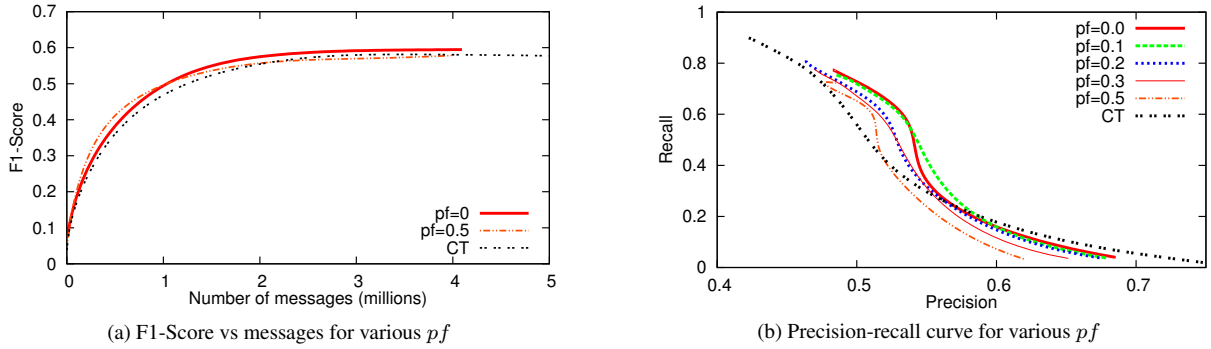 0.8
0.7
0.6
0.5
0.4
0.3
0.2
0.1
0
F1-Score
pf=0
pf=0.5
CT
0 1 2 3 4 5
Number of messages (millions)
(a) F1-Score vs messages for various pf
1
0.8
0.6
0.4
0.2
0
Recall
pf=0.0
pf=0.1
pf=0.2
pf=0.3
pf=0.5
CT
0.4 0.5 0.6 0.7
Precision
(b) Precision-recall curve for various pf